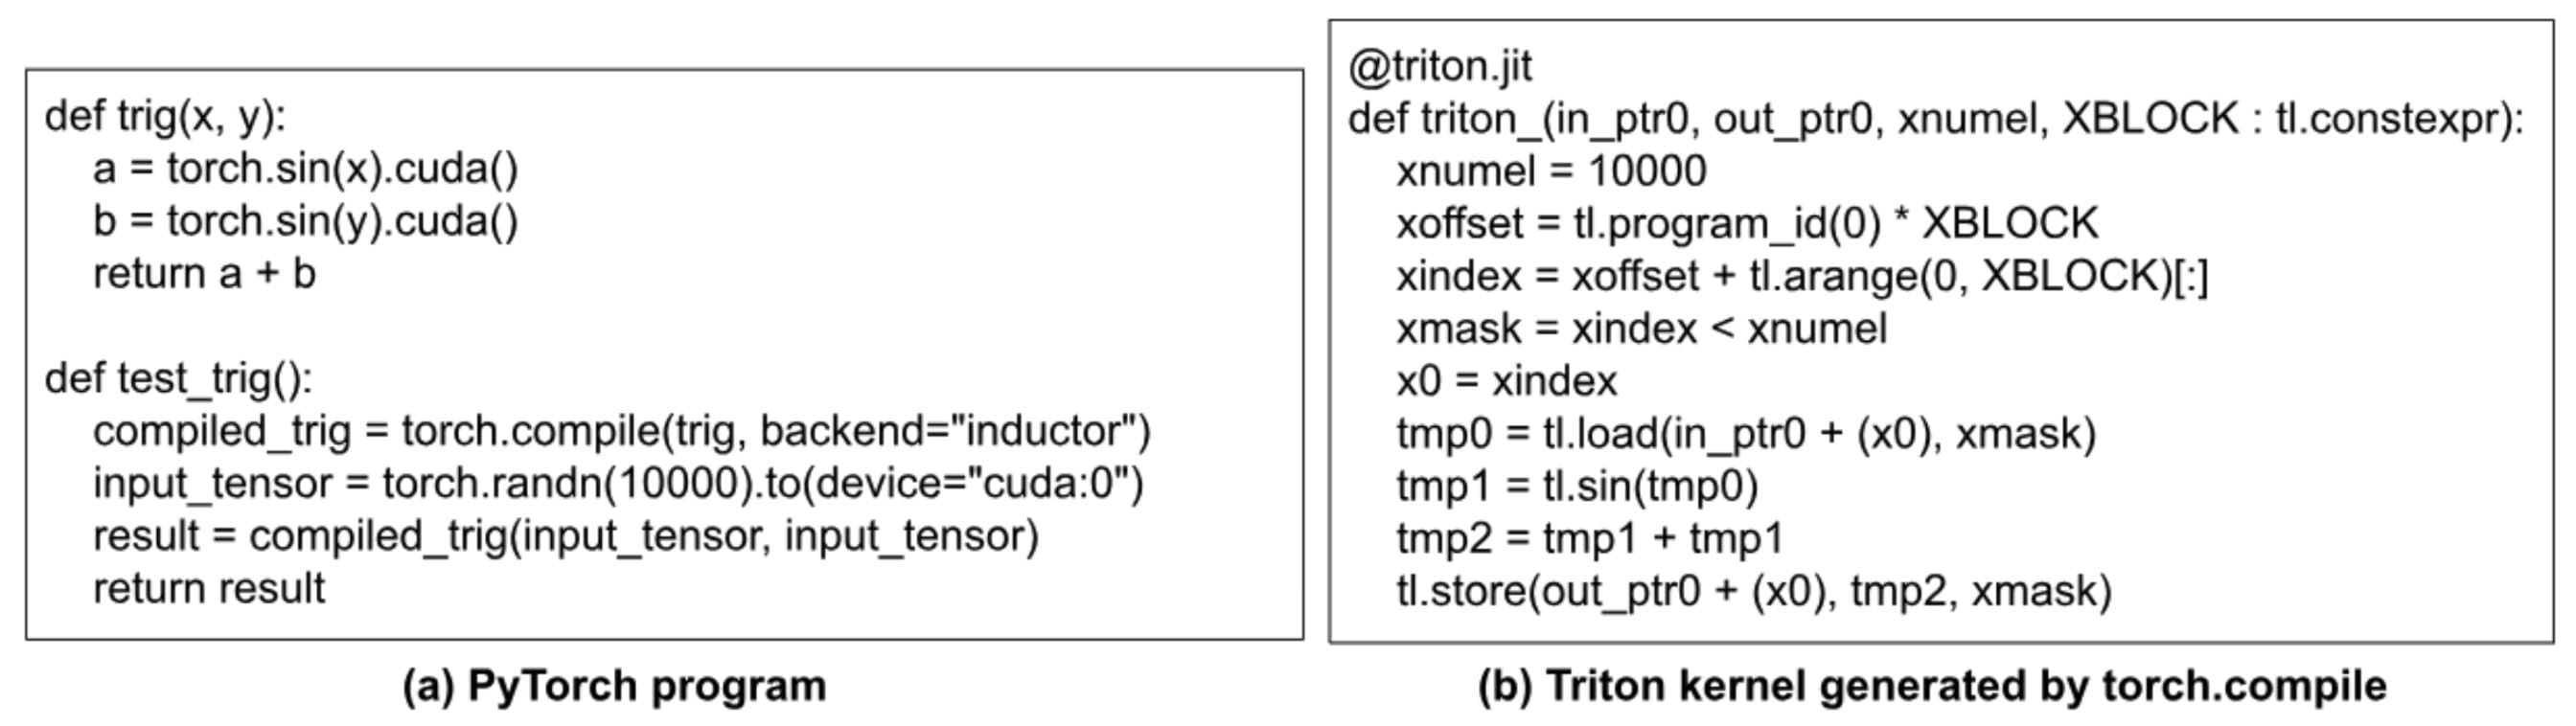 def trig(x, y):
    a = torch.sin(x).cuda()
    b = torch.sin(y).cuda()
    return a + b

def test_trig():
    compiled_trig = torch.compile(trig, backend="inductor")
    input_tensor = torch.randn(10000).to(device="cuda:0")
    result = compiled_trig(input_tensor, input_tensor)
    return result
(a) PyTorch program
@triton.jit
def triton_(in_ptr0, out_ptr0, xnumel, XBLOCK : tl.constexpr):
    xnumel = 10000
    xoffset = tl.program_id(0) * XBLOCK
    xindex = xoffset + tl.arange(0, XBLOCK)[:]
    xmask = xindex < xnumel
    x0 = xindex
    tmp0 = tl.load(in_ptr0 + (x0), xmask)
    tmp1 = tl.sin(tmp0)
    tmp2 = tmp1 + tmp1
    tl.store(out_ptr0 + (x0), tmp2, xmask)
(b) Triton kernel generated by torch.compile